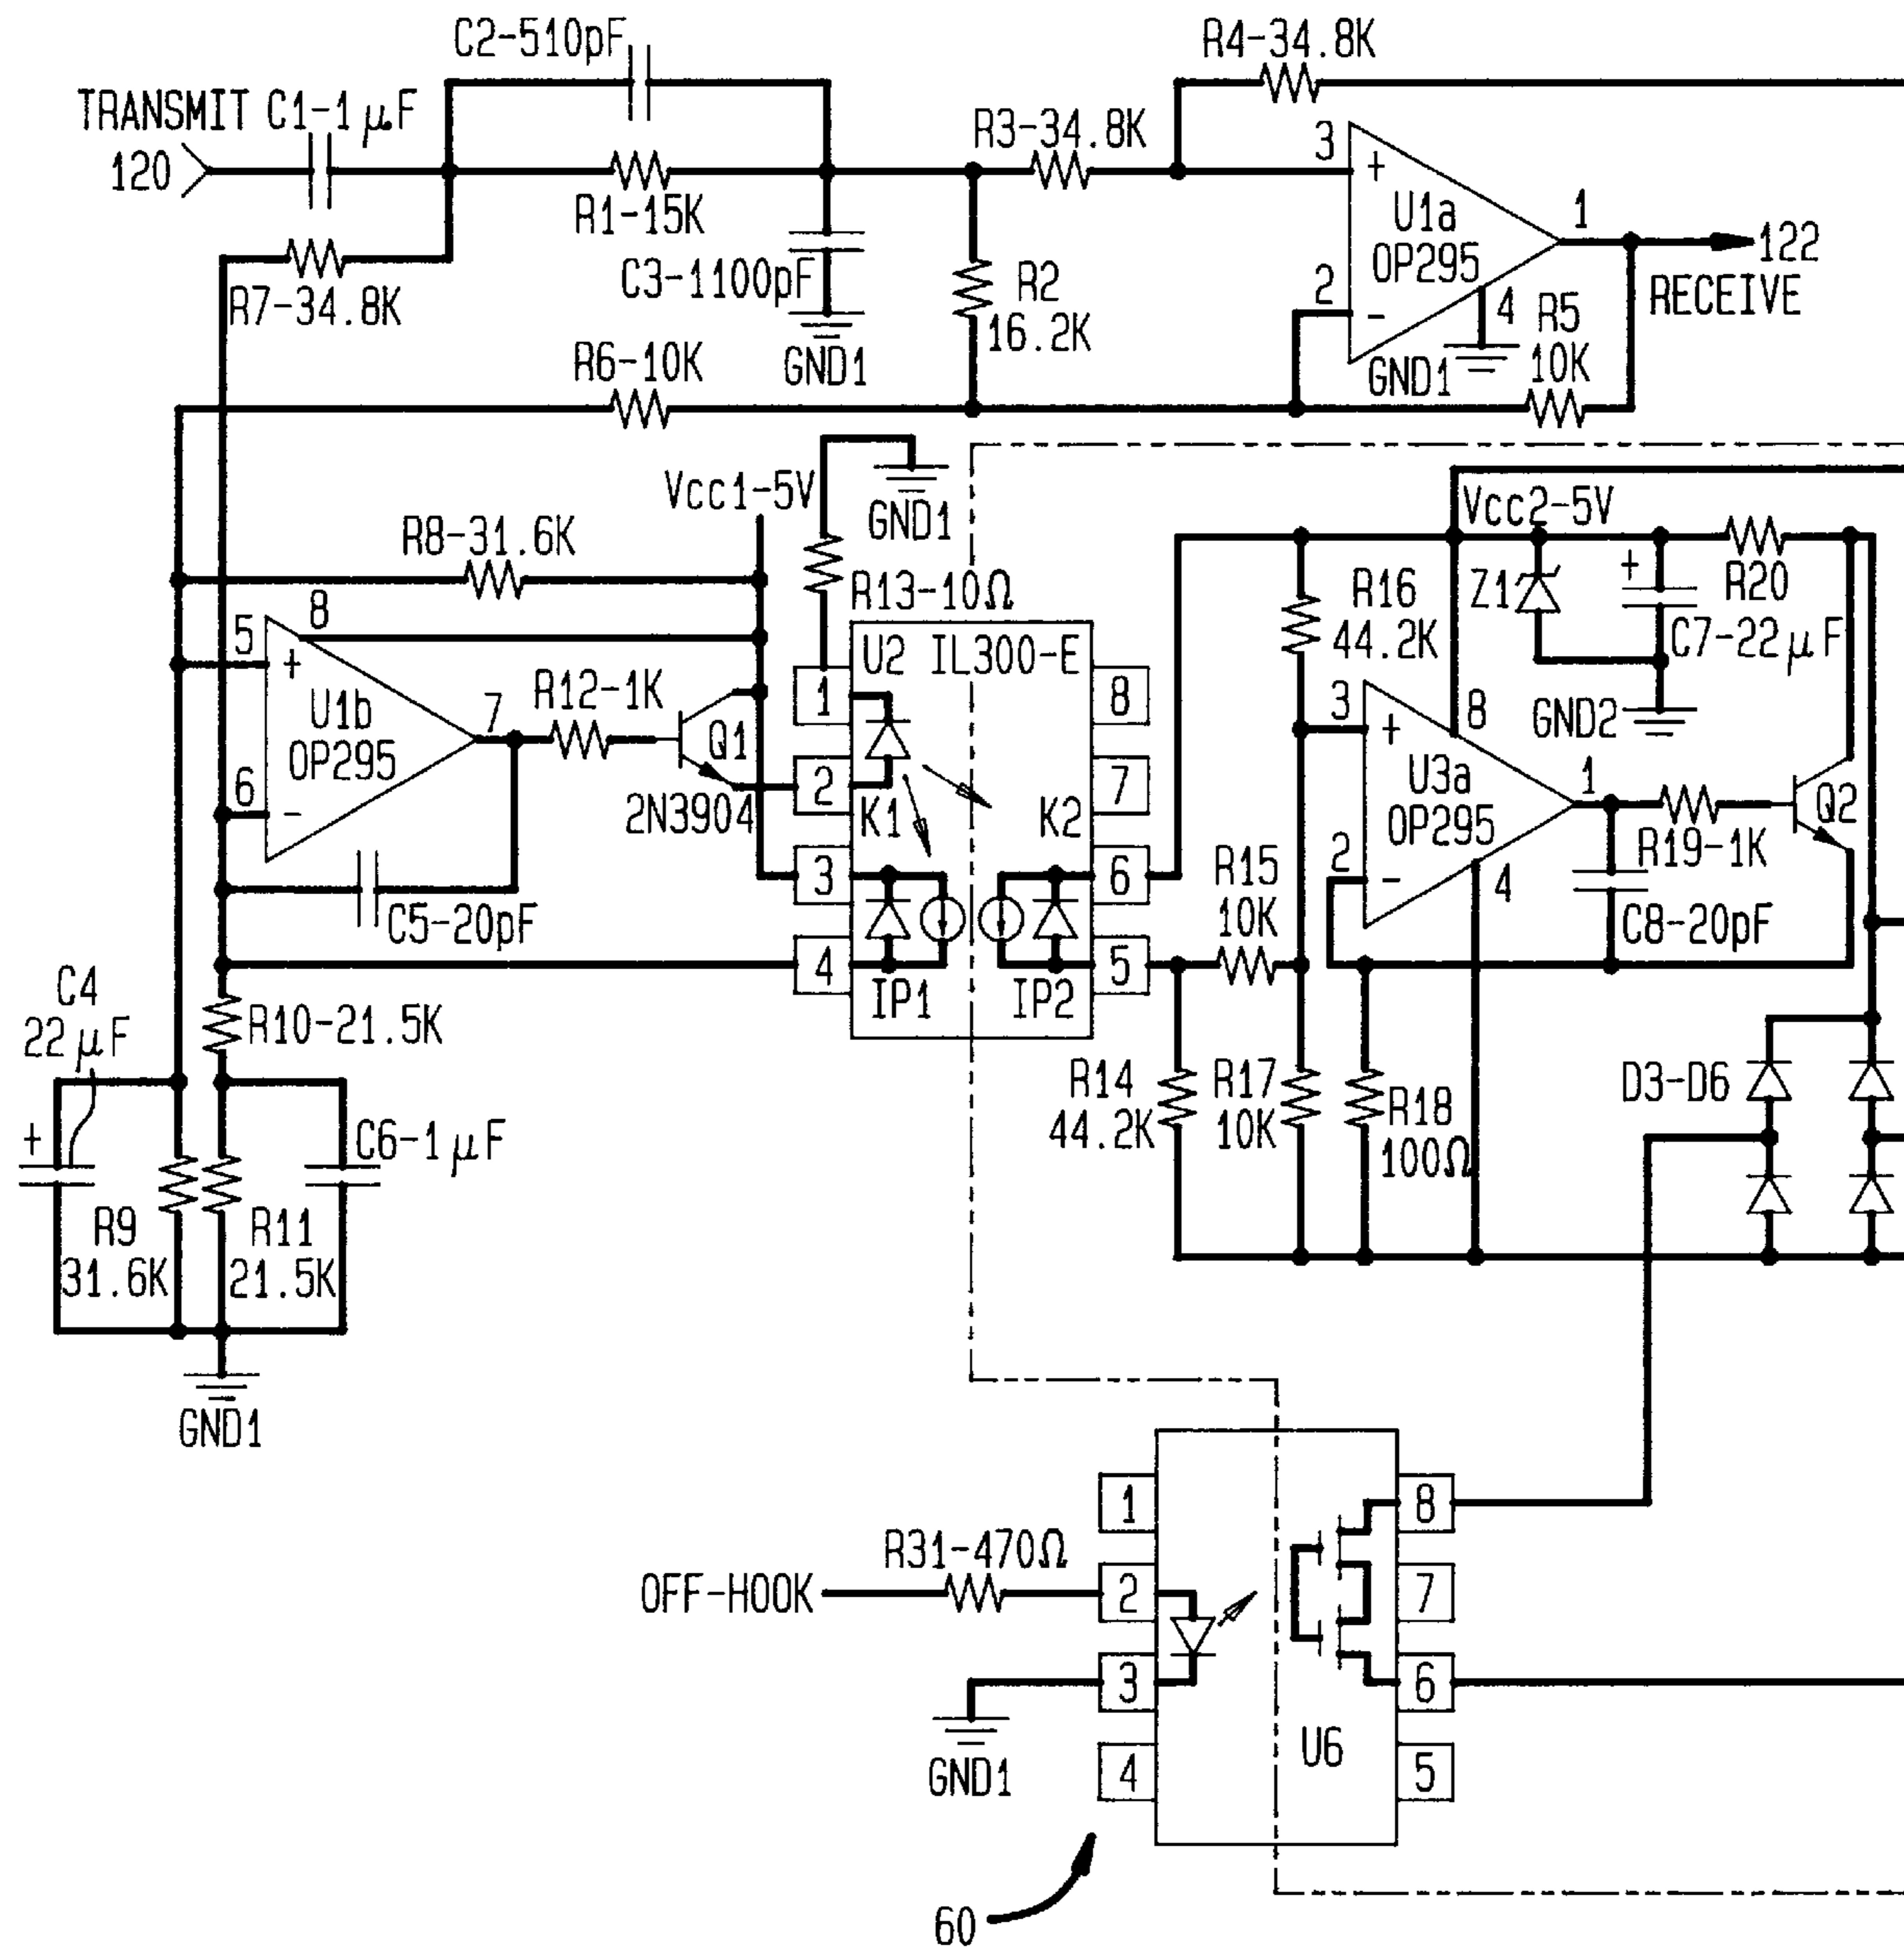 C2-510pF
R4-34.8K
TRANSMIT C1-1μF
120
R3-34.8K
3
+
U1a
OP295
1
122
RECEIVE
R1-15K
C3-1100pF
GND1
R2
16.2K
2
-
4
GND1
R5
10K
R7-34.8K
R6-10K
Vcc1-5V
GND1
R8-31.6K
R13-10Ω
Vcc2-5V
R16
44.2K
Z1
+
C7-22μF
R20
GND2
5
+
8
U1b
OP295
7
6
-
R12-1K
Q1
2N3904
U2 IL300-E
1
2
3
4
8
7
6
5
K1
K2
IP1
IP2
C5-20pF
3
+
8
U3a
OP295
1
2
-
4
R19-1K
Q2
C8-20pF
R15
10K
C4
22μF
+
R10-21.5K
C6-1μF
R9
31.6K
R11
21.5K
GND1
R14
44.2K
R17
10K
R18
100Ω
D3-D6
OFF-HOOK
R31-470Ω
1
2
3
4
8
7
6
5
U6
GND1
60